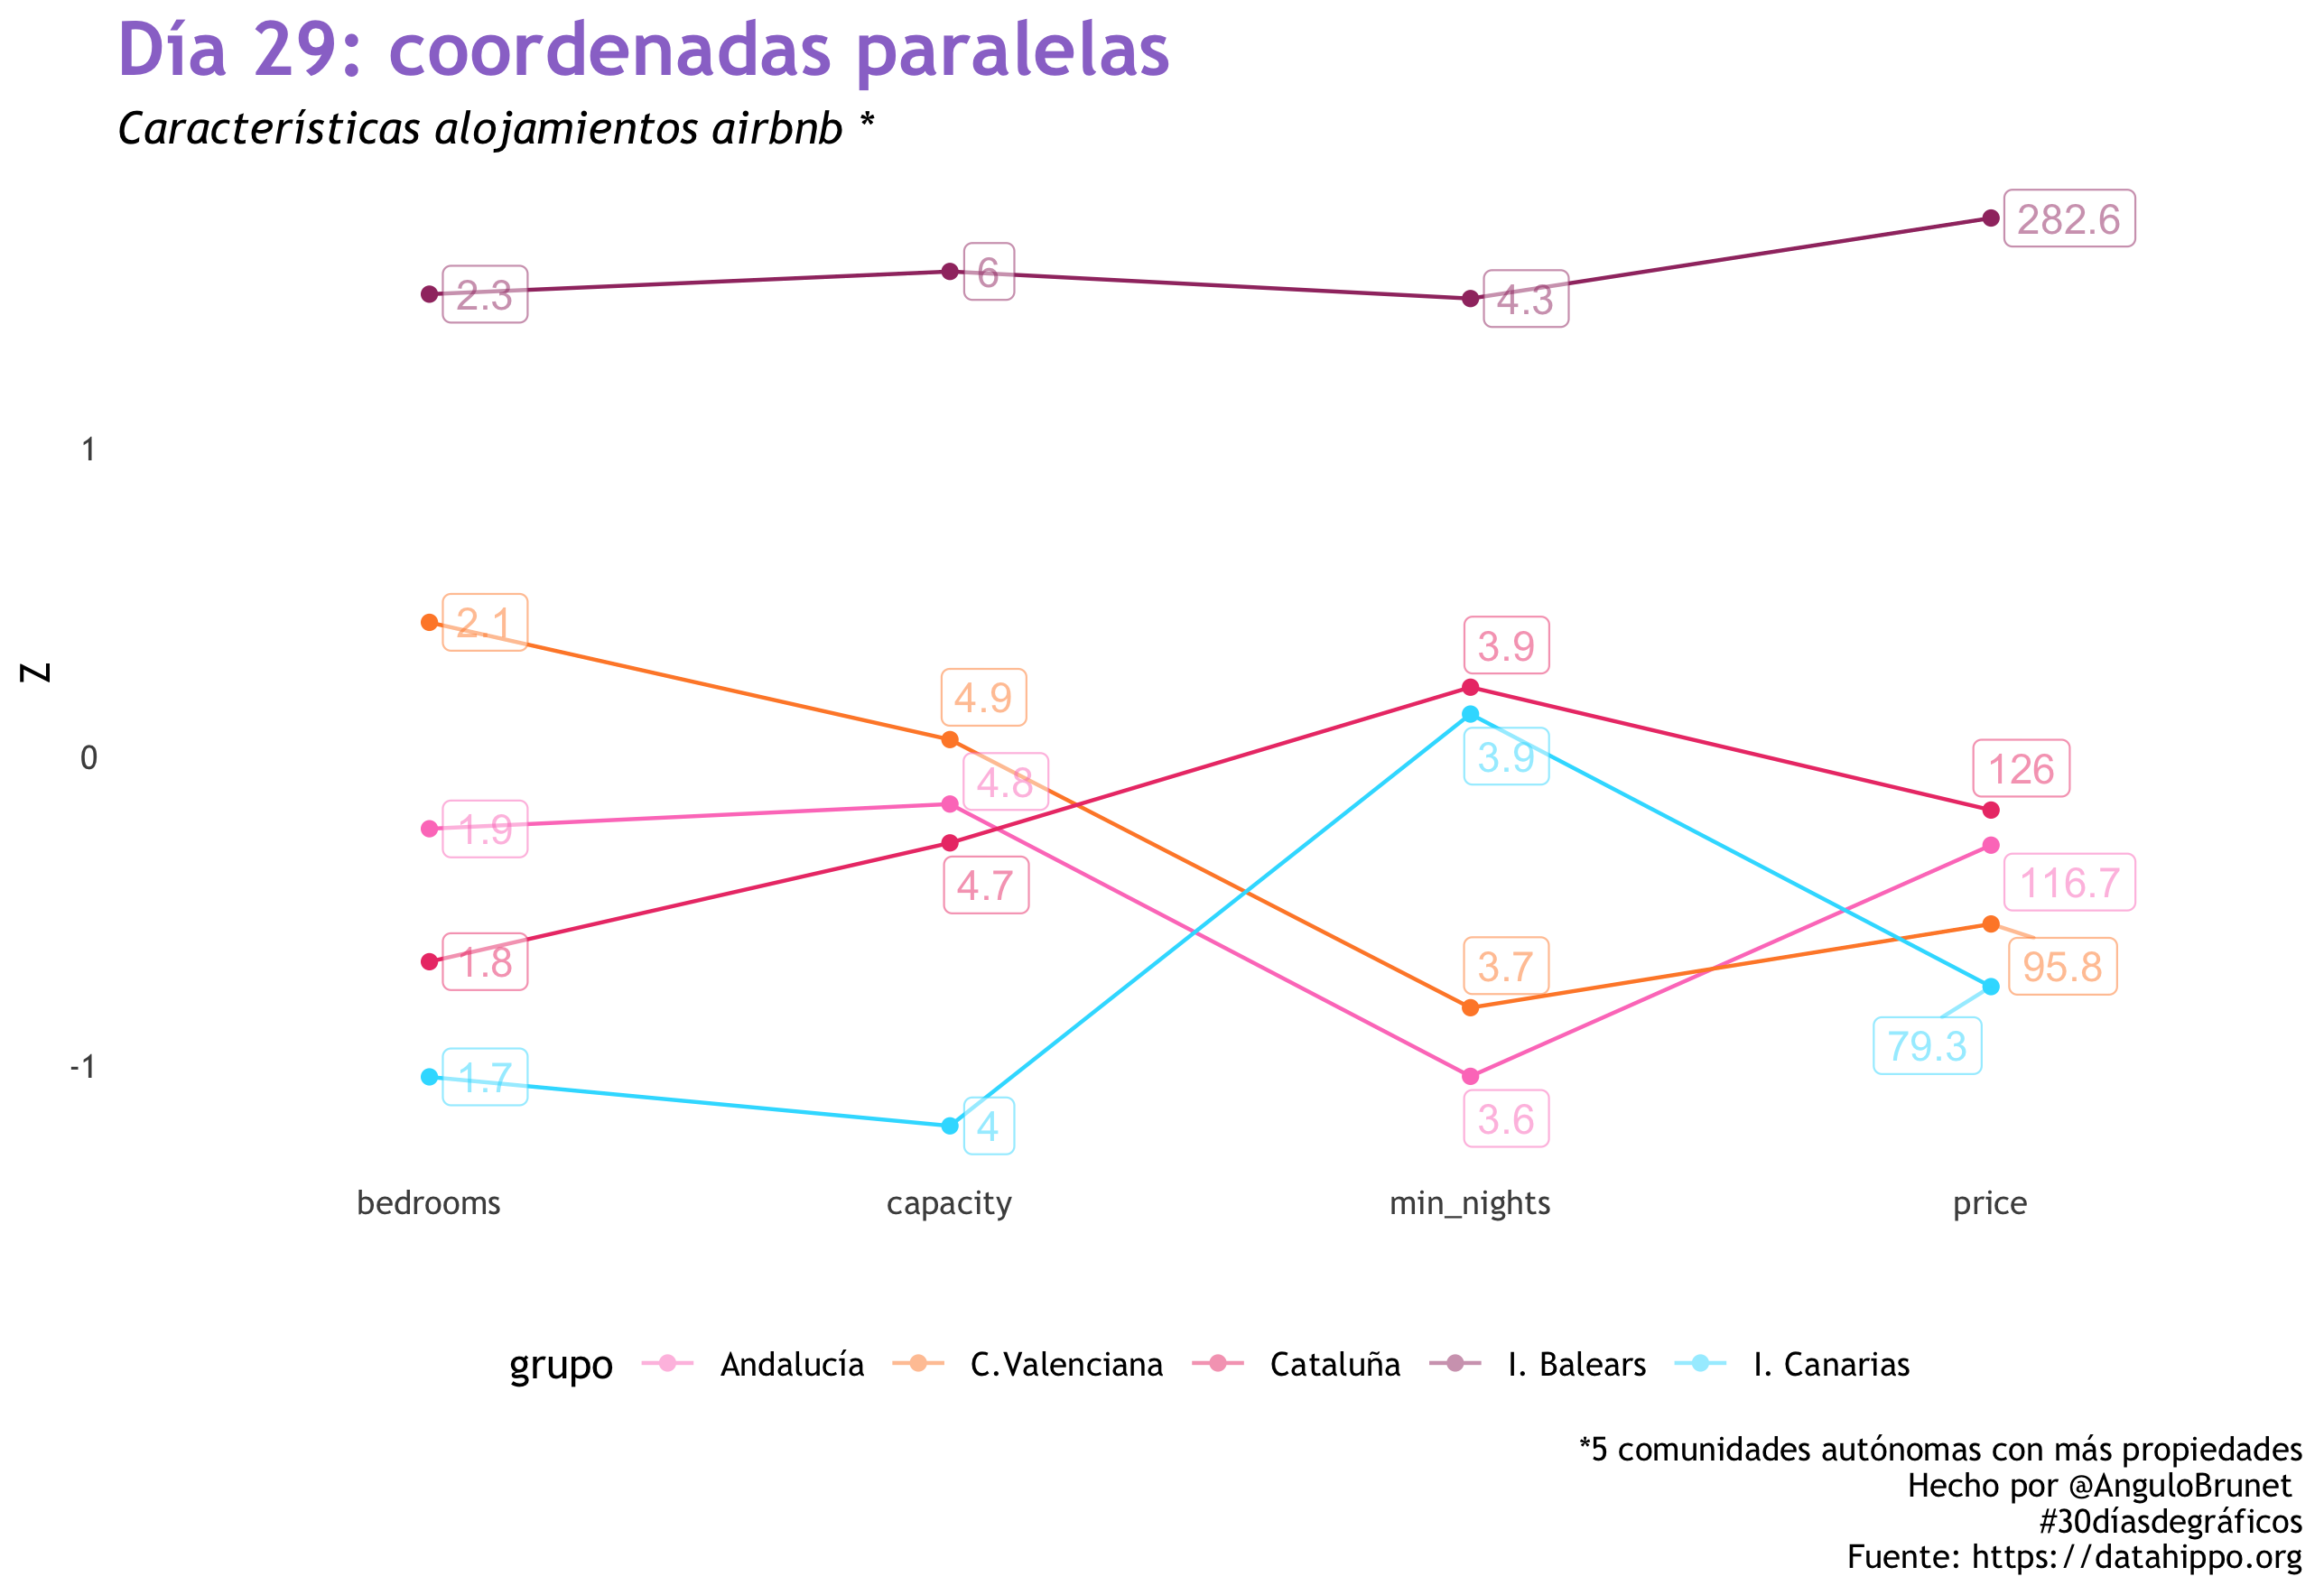 Día 29: coordenadas paralelas
Características alojamientos airbnb *
282.6
6
2.3
4.3
1
2.1
3.9
4.9
Z
0
3.9
126
4.8
1.9
4.7
116.7
1.8
3.7
95.8
79.3
-1
1.7
4
3.6
bedrooms capacity min_nights price
grupo Andalucía C.Valenciana Cataluña I. Balears I. Canarias
*5 comunidades autónomas con más propiedades
Hecho por @AnguloBrunet
#30díasdegráficos
Fuente: https://datahippo.org